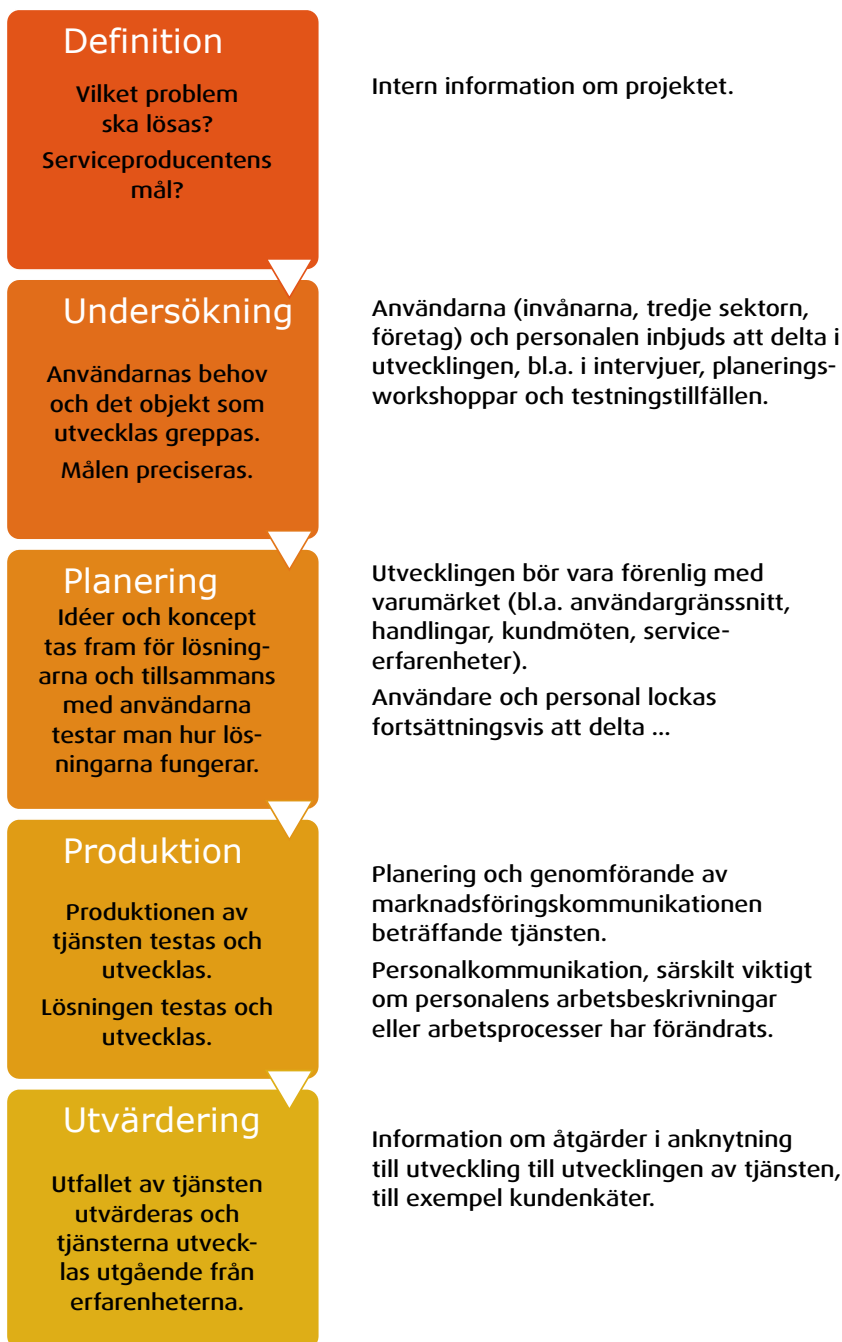 Definition
Vilket problem
ska lösas?
Serviceproducentens
mål?
Intern information om projektet.
Undersökning
Användarnas behov
och det objekt som
utvecklas greppas.
Målen preciseras.
Användarna (invånarna, tredje sektorn,
företag) och personalen inbjuds att delta i
utvecklingen, bl.a. i intervjuer, planerings-
workshoppar och testningstillfällen.
Planering
Idéer och koncept
tas fram för lösning-
arna och tillsammans
med användarna
testar man hur lös-
ningarna fungerar.
Utvecklingen bör vara förenlig med
varumärket (bl.a. användargränssnitt,
handlingar, kundmöten, service-
erfarenheter).
Användare och personal lockas
fortsättningsvis att delta ...
Produktion
Produktionen av
tjänsten testas och
utvecklas.
Lösningen testas och
utvecklas.
Planering och genomförande av
marknadsföringskommunikationen
beträffande tjänsten.
Personalkommunikation, särskilt viktigt
om personalens arbetsbeskrivningar
eller arbetsprocesser har förändrats.
Utvärdering
Utfallet av tjänsten
utvärderas och
tjänsterna utveck-
las utgående från
erfarenheterna.
Information om åtgärder i anknytning
till utveckling till utvecklingen av tjänsten,
till exempel kundenkäter.